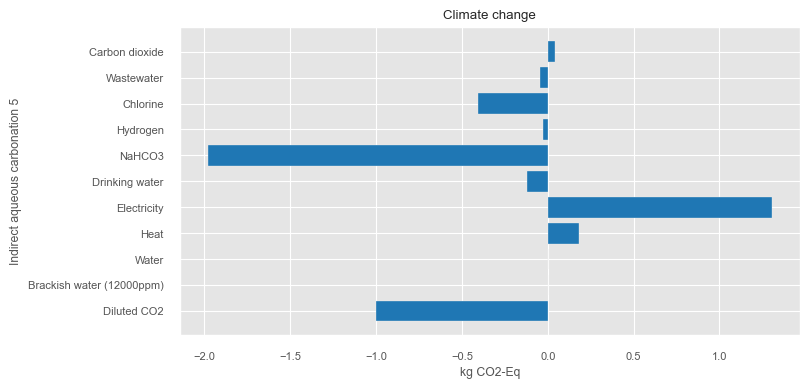 Climate change
Indirect aqueous carbonation 5
Carbon dioxide
Wastewater
Chlorine
Hydrogen
NaHCO3
Drinking water
Electricity
Heat
Water
Brackish water (12000ppm)
Diluted CO2
−2.0 −1.5 −1.0 −0.5 0.0 0.5 1.0
kg CO2-Eq